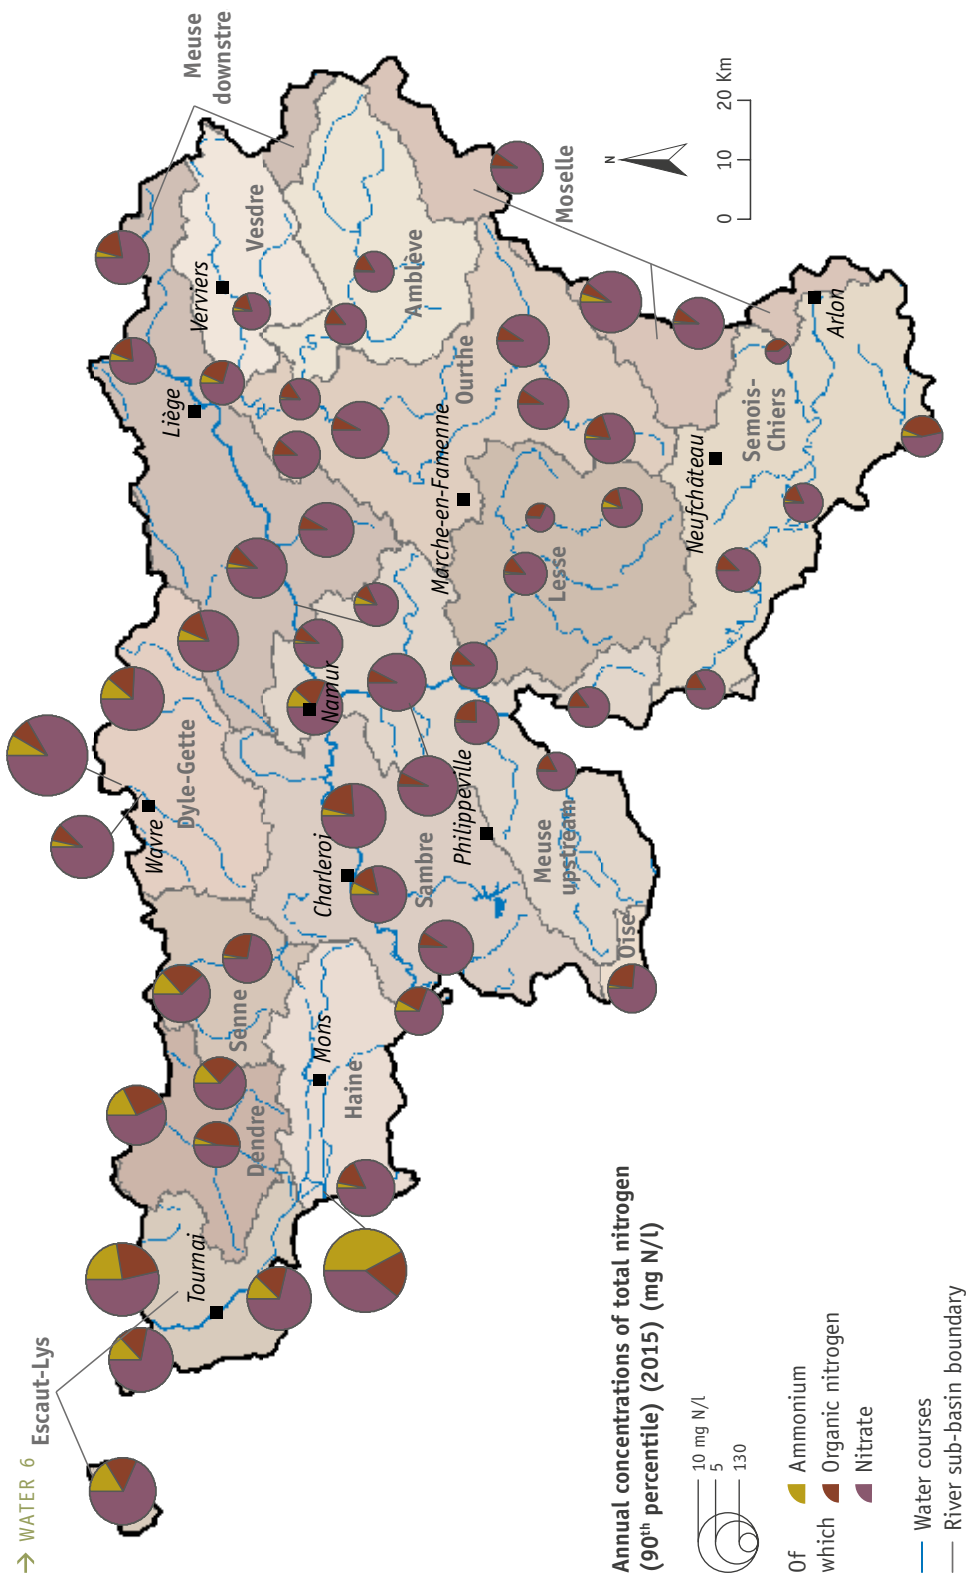 → WATER 6
Escaut-Lys
Meuse
downstre
Tournai
Dendre
Senne
Mons
Haine
Wavre
Dyle-Gette
Charleroi
Sambre
Namur
Philippeville
Meuse
upstream
Oise
Liège
Verviers
Vesdre
Amblève
Ourthe
Marche-en-Famenne
Lesse
Neufchâteau
Semois-
Chiers
Arlon
Moselle
N
0 10 20 Km
Annual concentrations of total nitrogen
(90th percentile) (2015) (mg N/l)
10 mg N/l
5
130
Of
which
Ammonium
Organic nitrogen
Nitrate
Water courses
River sub-basin boundary